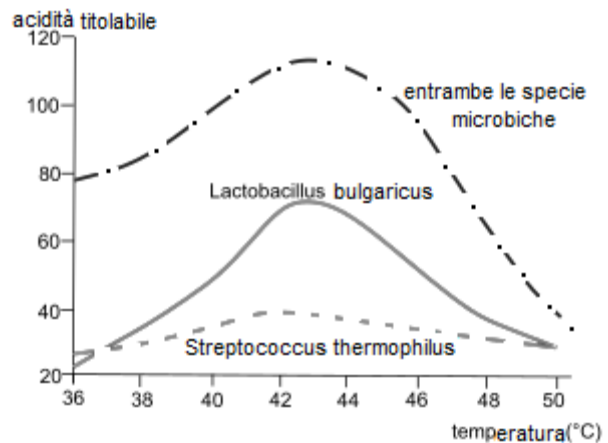 acidità titolabile
120
100
80
60
40
20
entrambe le specie
microbiche
Lactobacillus bulgaricus
Streptococcus thermophilus
36 38 40 42 44 46 48 50
temperatura(°C)